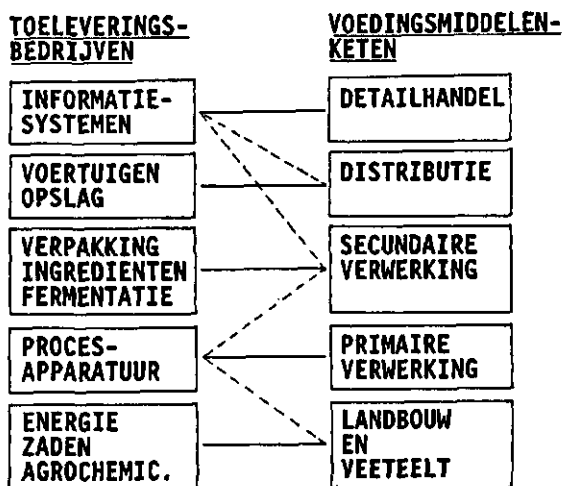 TOELEVERINGS-
BEDRIJVEN
INFORMATIE-
SYSTEMEN
VOERTUIGEN
OPSLAG
VERPAKKING
INGREDIENTEN
FERMENTATIE
PROCES-
APPARATUUR
ENERGIE
ZADEN
AGROCHEMIC.
VOEDINGSMIDDELEN-
KETEN
DETAILHANDEL
DISTRIBUTIE
SECUNDAIRE
VERWERKING
PRIMAIRE
VERWERKING
LANDBOUW
EN
VEETEELT